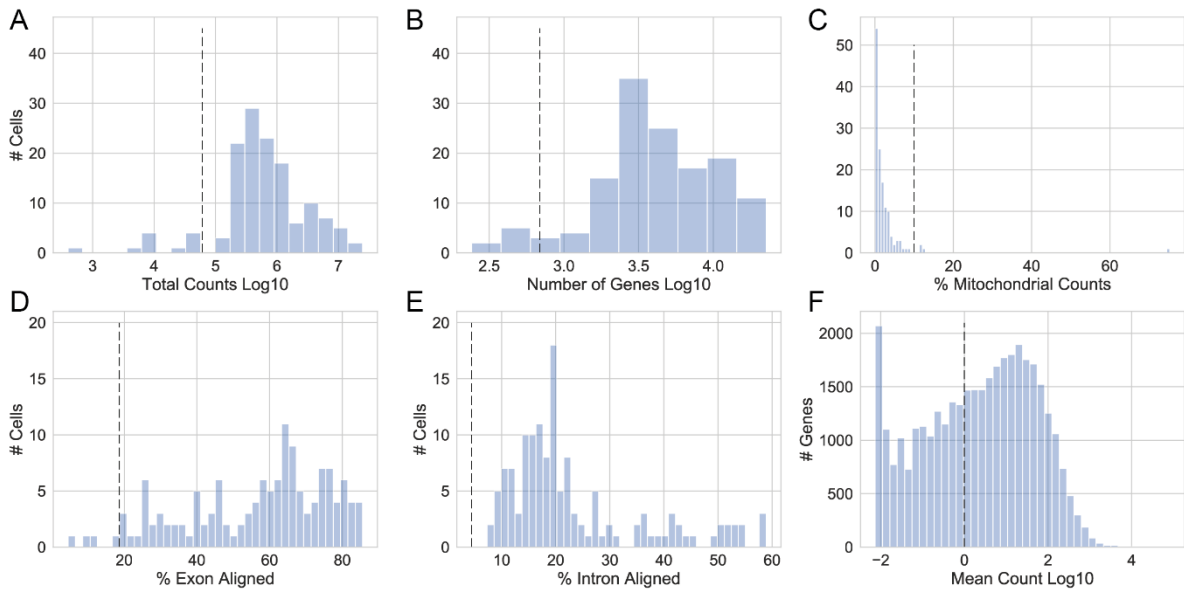 A
40
30
20
10
0
# Cells
3 4 5 6 7
Total Counts Log10
B
40
30
20
10
0
2.5 3.0 3.5 4.0
Number of Genes Log10
C
50
40
30
20
10
0
0 20 40 60
% Mitochondrial Counts
D
20
15
10
5
0
# Cells
20 40 60 80
% Exon Aligned
E
20
15
10
5
0
# Cells
10 20 30 40 50 60
% Intron Aligned
F
2000
1500
1000
500
0
# Genes
−2 0 2 4
Mean Count Log10